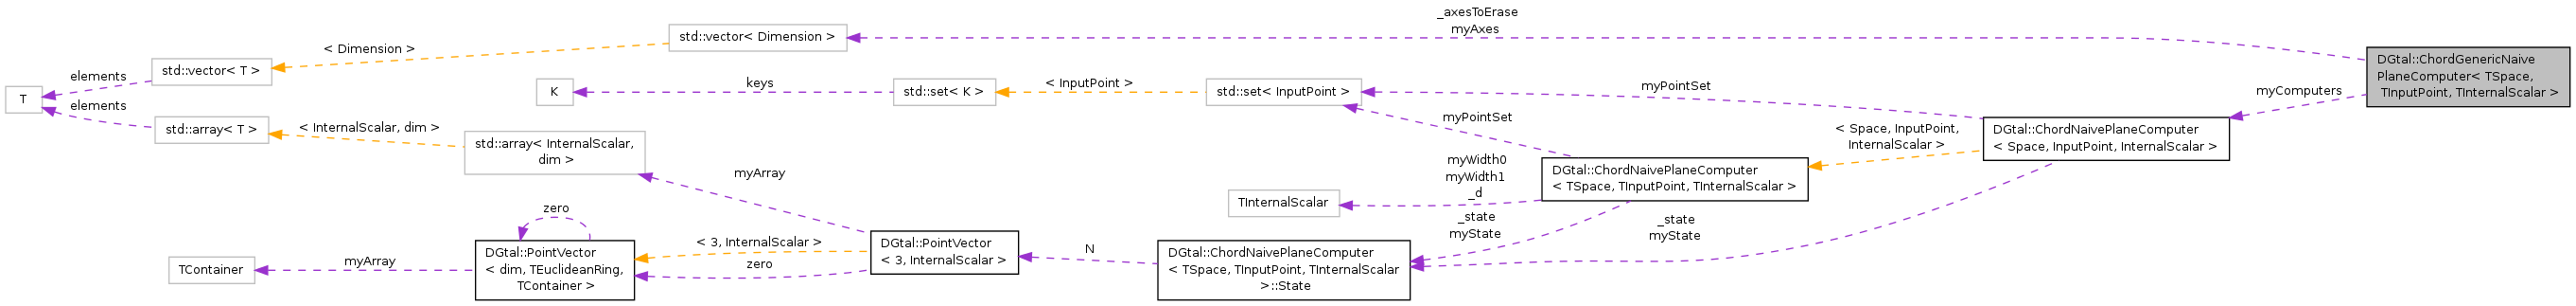 _axesToErase
myAxes
std::vector< Dimension >
< Dimension >
DGtal::ChordGenericNaive
PlaneComputer< TSpace,
TInputPoint, TInternalScalar >
std::vector< T >
elements
T
K
keys
std::set< K >
< InputPoint >
std::set< InputPoint >
myPointSet
myComputers
elements
std::array< T >
< InternalScalar, dim >
std::array< InternalScalar,
dim >
myPointSet
< Space, InputPoint,
InternalScalar >
DGtal::ChordNaivePlaneComputer
< Space, InputPoint, InternalScalar >
myArray
myWidth0
myWidth1
_d
DGtal::ChordNaivePlaneComputer
< TSpace, TInputPoint, TInternalScalar >
TInternalScalar
zero
_state
myState
_state
myState
TContainer
myArray
DGtal::PointVector
< dim, TEuclideanRing,
TContainer >
< 3, InternalScalar >
zero
DGtal::PointVector
< 3, InternalScalar >
N
DGtal::ChordNaivePlaneComputer
< TSpace, TInputPoint, TInternalScalar
>::State